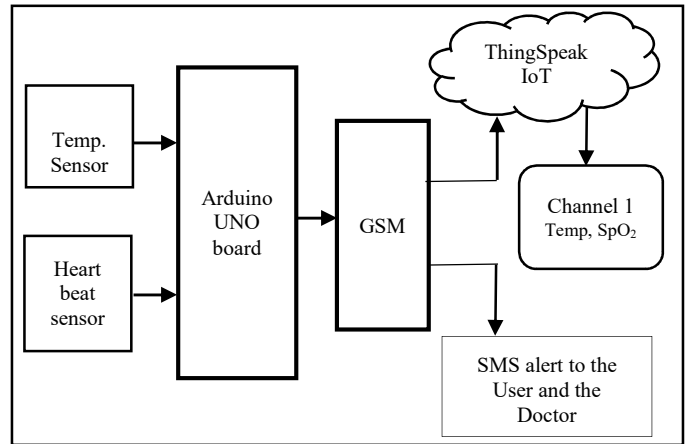 Temp.
Sensor
Heart
beat
sensor
Arduino
UNO
board
GSM
ThingSpeak
IoT
Channel 1
Temp, SpO₂
SMS alert to the
User and the
Doctor